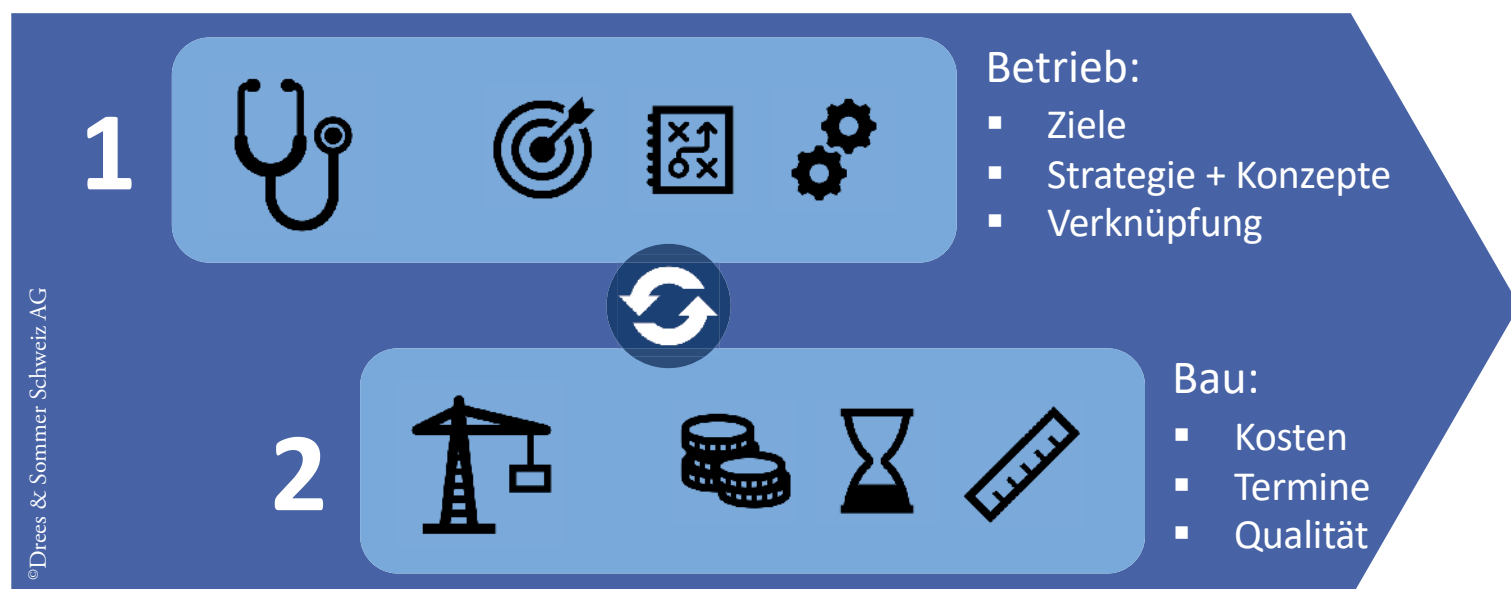 1
Betrieb:
▪ Ziele
▪ Strategie + Konzepte
▪ Verknüpfung
2
Bau:
▪ Kosten
▪ Termine
▪ Qualität
©Drees & Sommer Schweiz AG